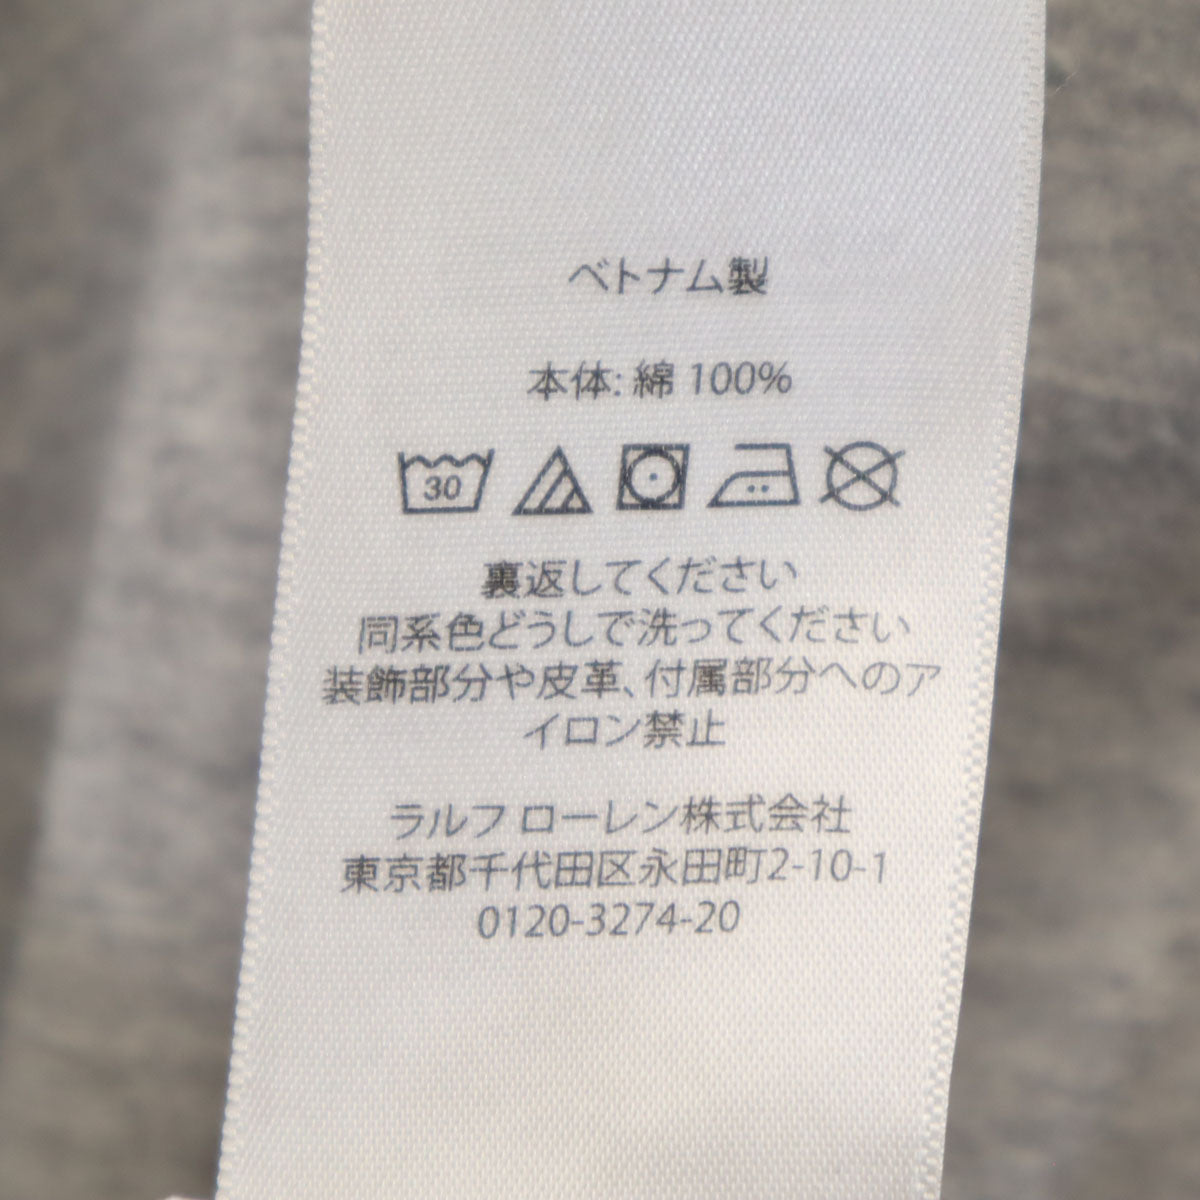 ベトナム製
本体: 綿 100%
30
裏返してください
同系色どうしで洗ってください
装飾部分や皮革、付属部分へのア
イロン禁止
ラルフ ローレン株式会社
東京都千代田区永田町2-10-1
0120-3274-20